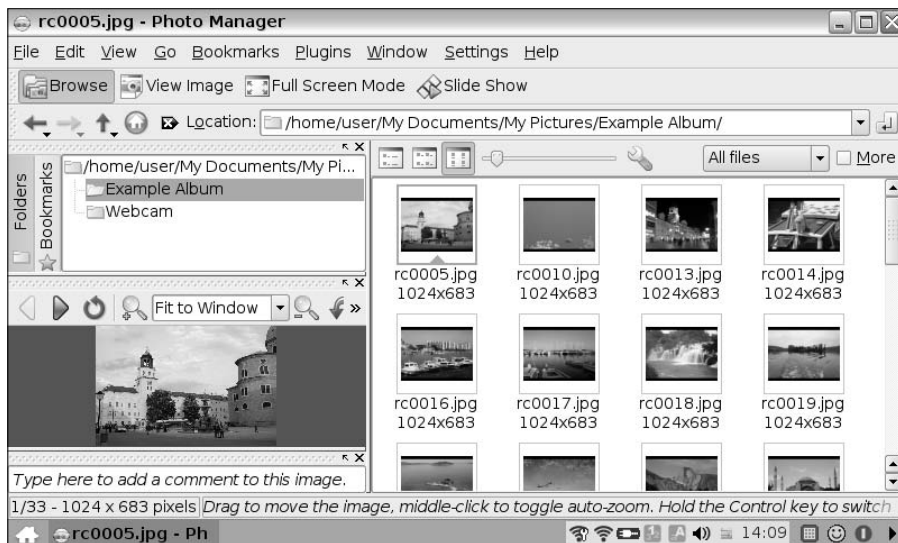 rc0005.jpg - Photo Manager
File Edit View Go Bookmarks Plugins Window Settings Help
Browse View Image Full Screen Mode Slide Show
Location: /home/user/My Documents/My Pictures/Example Album/
Folders
Bookmarks
/home/user/My Documents/My Pi...
Example Album
Webcam
All files More
rc0005.jpg rc0010.jpg rc0013.jpg rc0014.jpg
1024x683 1024x683 1024x683 1024x683
Fit to Window »
rc0016.jpg rc0017.jpg rc0018.jpg rc0019.jpg
1024x683 1024x683 1024x683 1024x683
Type here to add a comment to this image.
1/33 - 1024 x 683 pixels Drag to move the image, middle-click to toggle auto-zoom. Hold the Control key to switch
rc0005.jpg - Ph 1 A 14:09